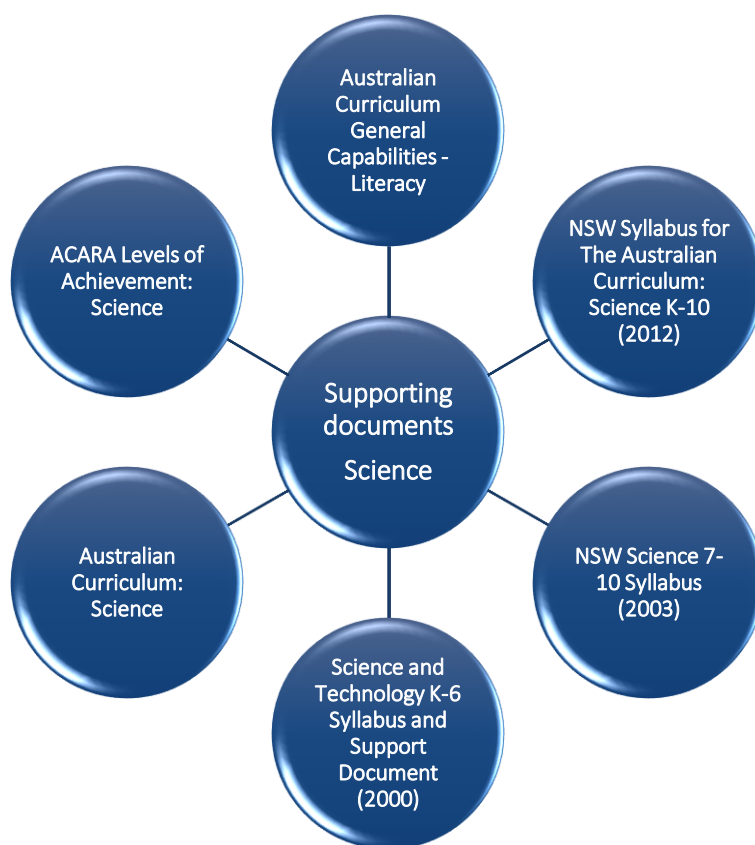 Australian
Curriculum
General
Capabilities -
Literacy
ACARA Levels of
Achievement:
Science
NSW Syllabus for
The Australian
Curriculum:
Science K-10
(2012)
Supporting
documents
Science
Australian
Curriculum:
Science
NSW Science 7-
10 Syllabus
(2003)
Science and
Technology K-6
Syllabus and
Support
Document
(2000)